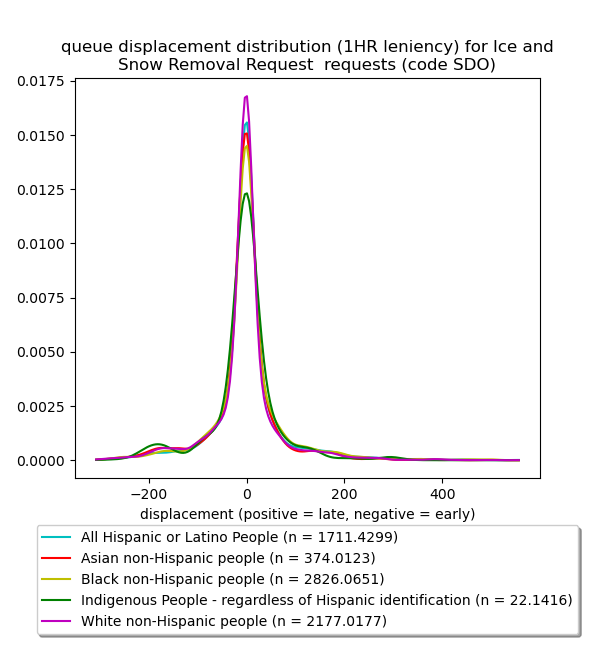 queue displacement distribution (1HR leniency) for Ice and
Snow Removal Request  requests (code SDO)
0.0175
0.0150
0.0125
0.0100
0.0075
0.0050
0.0025
0.0000
−200 0 200 400
displacement (positive = late, negative = early)
All Hispanic or Latino People (n = 1711.4299)
Asian non-Hispanic people (n = 374.0123)
Black non-Hispanic people (n = 2826.0651)
Indigenous People - regardless of Hispanic identification (n = 22.1416)
White non-Hispanic people (n = 2177.0177)